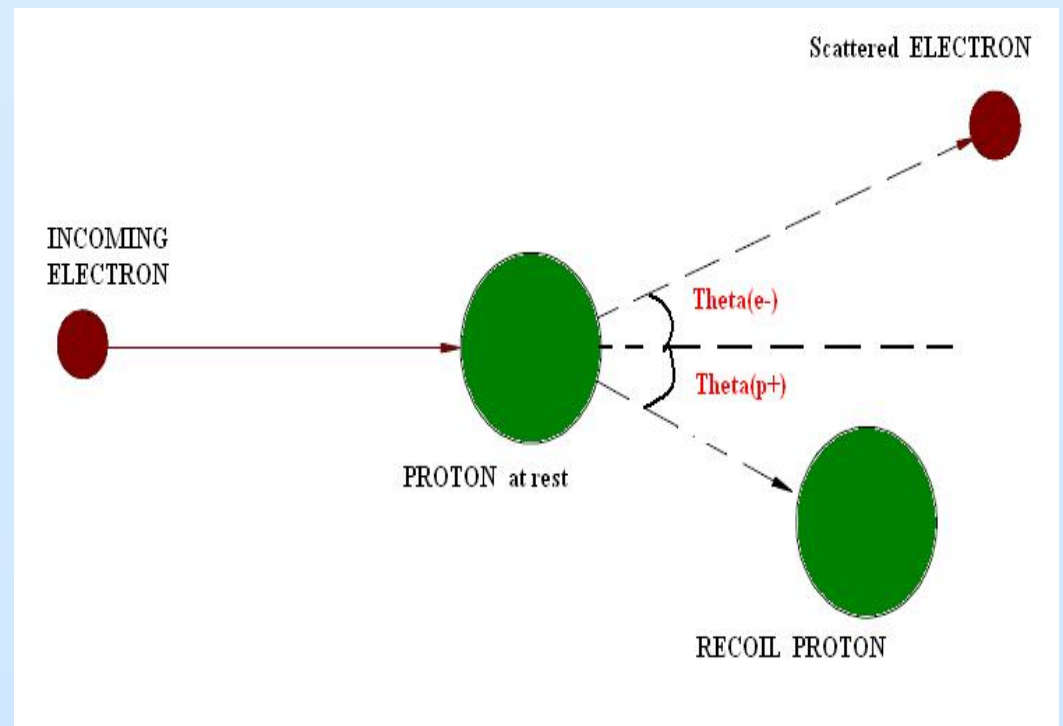 Scattered ELECTRON
INCOMING
ELECTRON
Theta(e-)
Theta(p+)
PROTON at rest
RECOIL PROTON